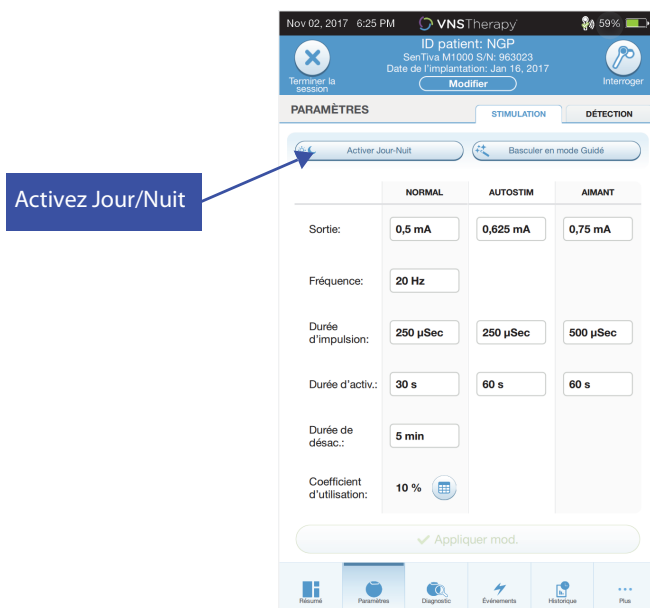 Nov 02, 2017 6:25 PM VNSTherapy 59%
ID patient: NGP
SenTiva M1000 S/N: 963023
Date de l'implantation: Jan 16, 2017
Terminer la
session
Modifier
Interroger
PARAMÈTRES STIMULATION DÉTECTION
Activer Jour-Nuit Basculer en mode Guidé
Activez Jour/Nuit
NORMAL AUTOSTIM AIMANT
Sortie: 0,5 mA 0,625 mA 0,75 mA
Fréquence: 20 Hz
Durée
d'impulsion: 250 µSec 250 µSec 500 µSec
Durée d'activ.: 30 s 60 s 60 s
Durée de
désac.: 5 min
Coefficient
d'utilisation: 10 %
Appliquer mod.
Résumé Paramètres Diagnostic Événements Historique Plus